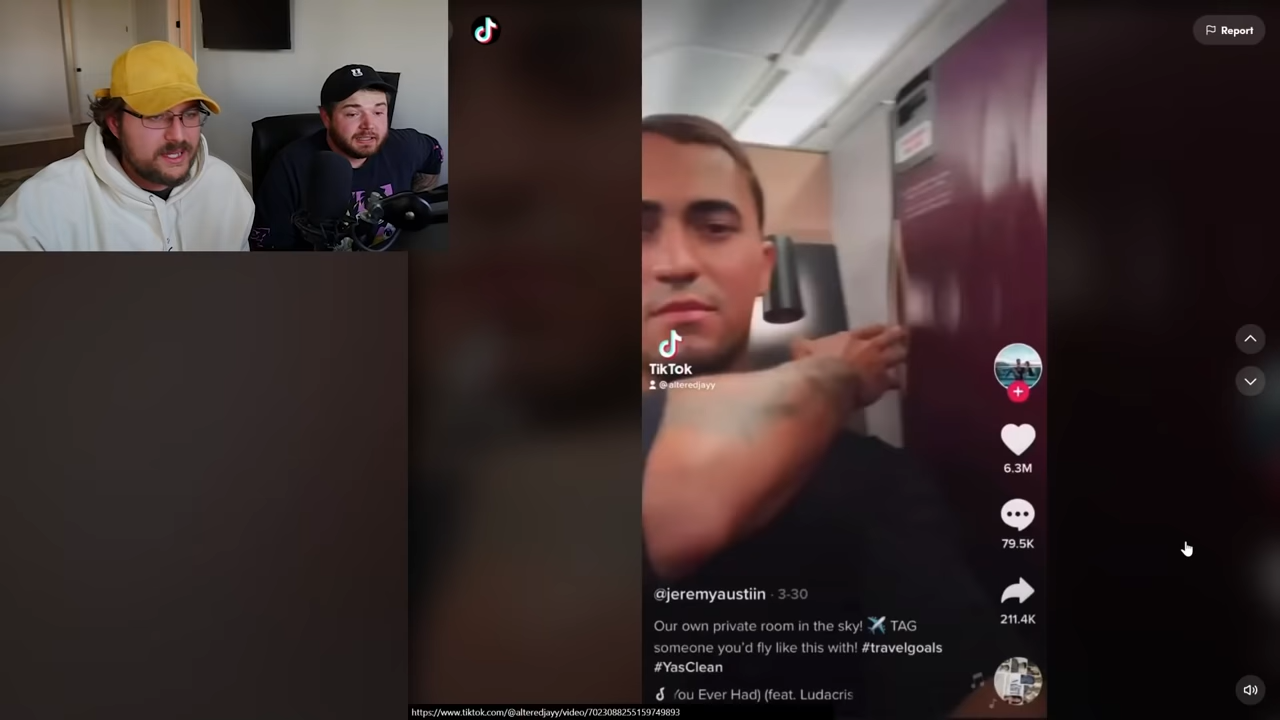 Report
TikTok
@alteredjayy
6.3M
79.5K
211.4K
@jeremyaustiin · 3-30
Our own private room in the sky! ✈️ TAG
someone you'd fly like this with! #travelgoals
#YasClean
You Ever Had) (feat. Ludacris
https://www.tiktok.com/@alteredjayy/video/7023088255159749893